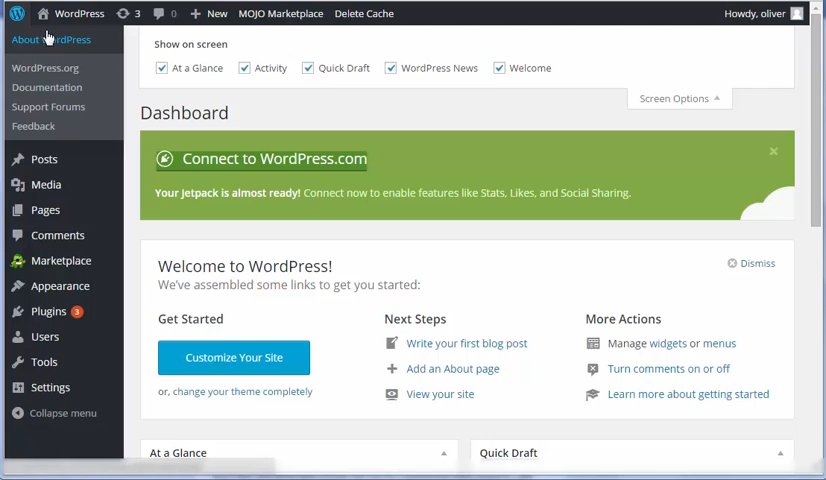 WordPress 3 0 + New MOJO Marketplace Delete Cache Howdy, oliver
About WordPress
WordPress.org
Documentation
Support Forums
Feedback
Posts
Media
Pages
Comments
Marketplace
Appearance
Plugins 3
Users
Tools
Settings
Collapse menu
Show on screen
At a Glance Activity Quick Draft WordPress News Welcome
Screen Options
Dashboard
Connect to WordPress.com
Your Jetpack is almost ready! Connect now to enable features like Stats, Likes, and Social Sharing.
Welcome to WordPress!
Dismiss
We've assembled some links to get you started:
Get Started
Customize Your Site
or, change your theme completely
Next Steps
Write your first blog post
Add an About page
View your site
More Actions
Manage widgets or menus
Turn comments on or off
Learn more about getting started
At a Glance
Quick Draft